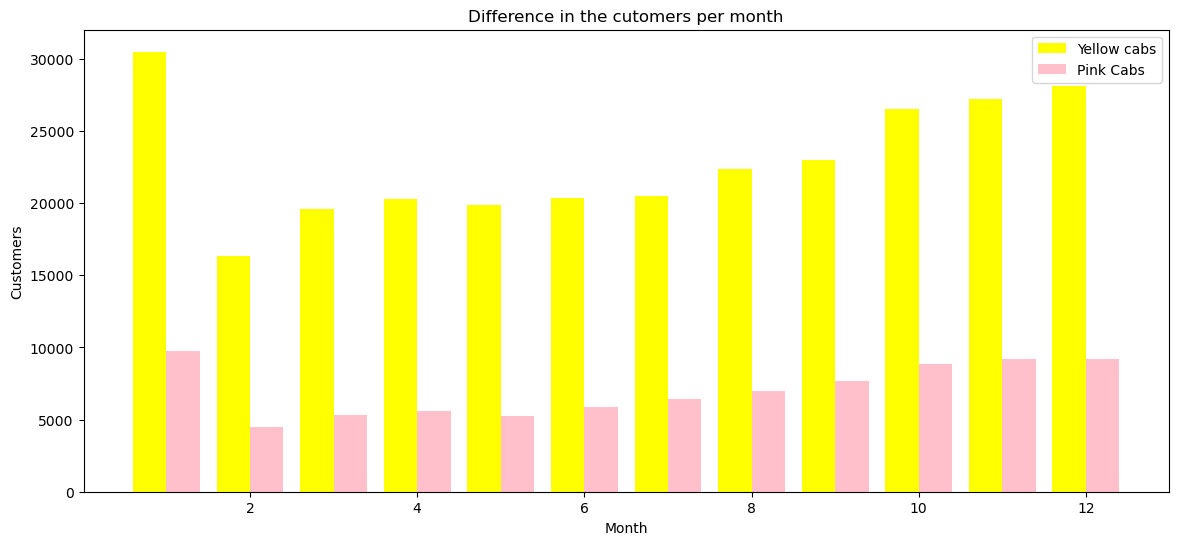 Difference in the cutomers per month
Yellow cabs
Pink Cabs
30000
25000
20000
15000
10000
5000
0
Customers
2 4 6 8 10 12
Month